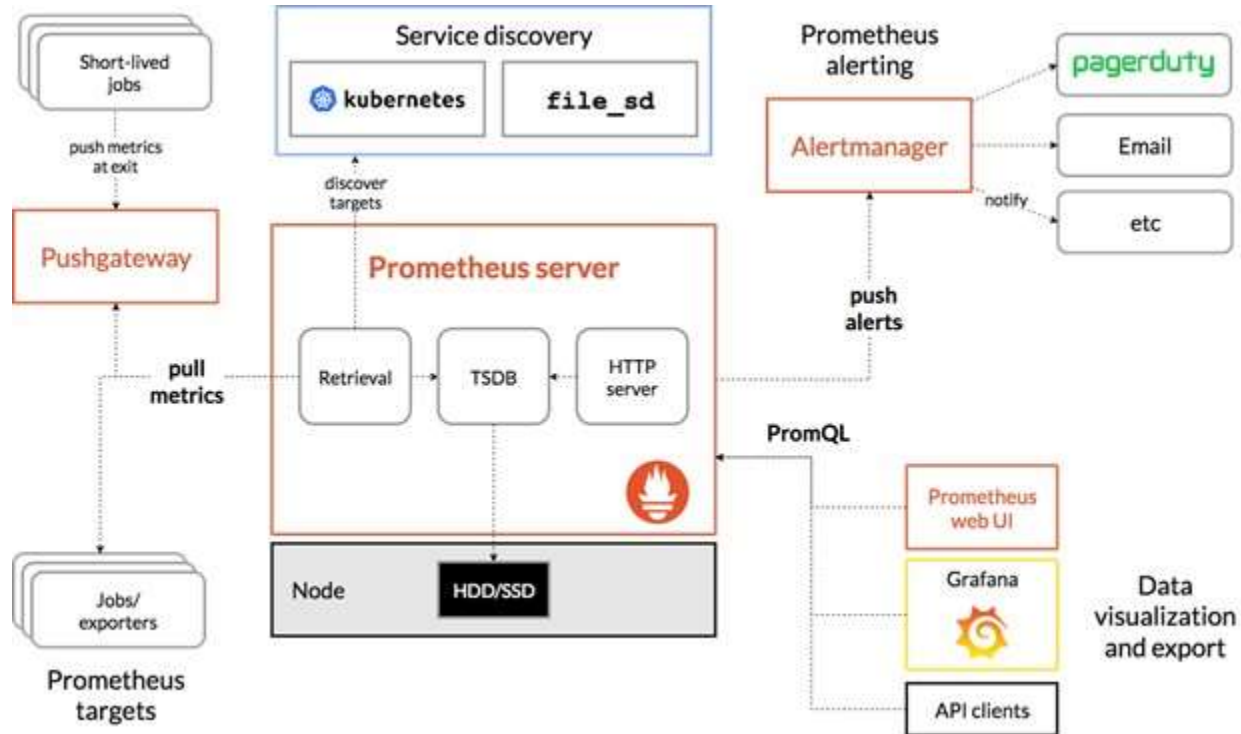 Short-lived
jobs
push metrics
at exit
Pushgateway
Service discovery
kubernetes
file_sd
discover
targets
Prometheus
alerting
Alertmanager
pagerduty
Email
notify
etc
Prometheus server
push
alerts
pull
metrics
Retrieval
TSDB
HTTP
server
PromQL
Node
HDD/SSD
Jobs/
exporters
Prometheus
targets
Prometheus
web UI
Grafana
API clients
Data
visualization
and export